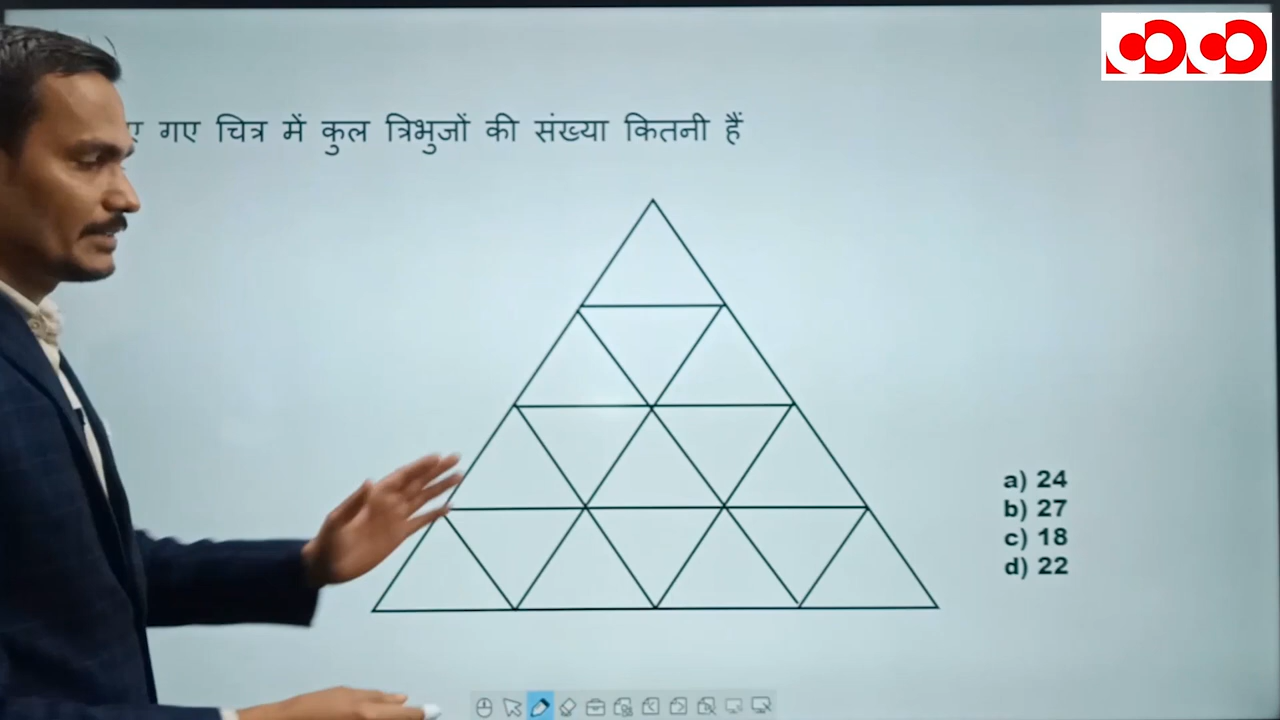 गए चित्र में कुल त्रिभुजों की संख्या कितनी हैं
a) 24
b) 27
c) 18
d) 22